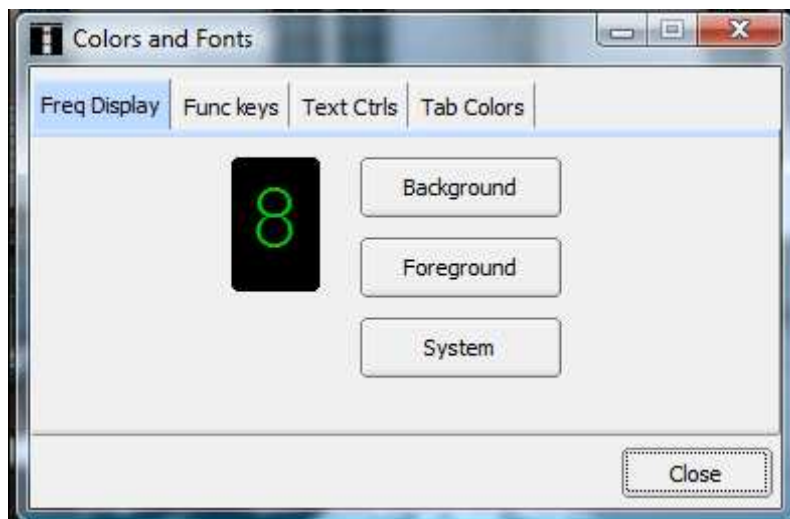 Colors and Fonts
Freq Display Func keys Text Ctrls Tab Colors
8
Background
Foreground
System
Close